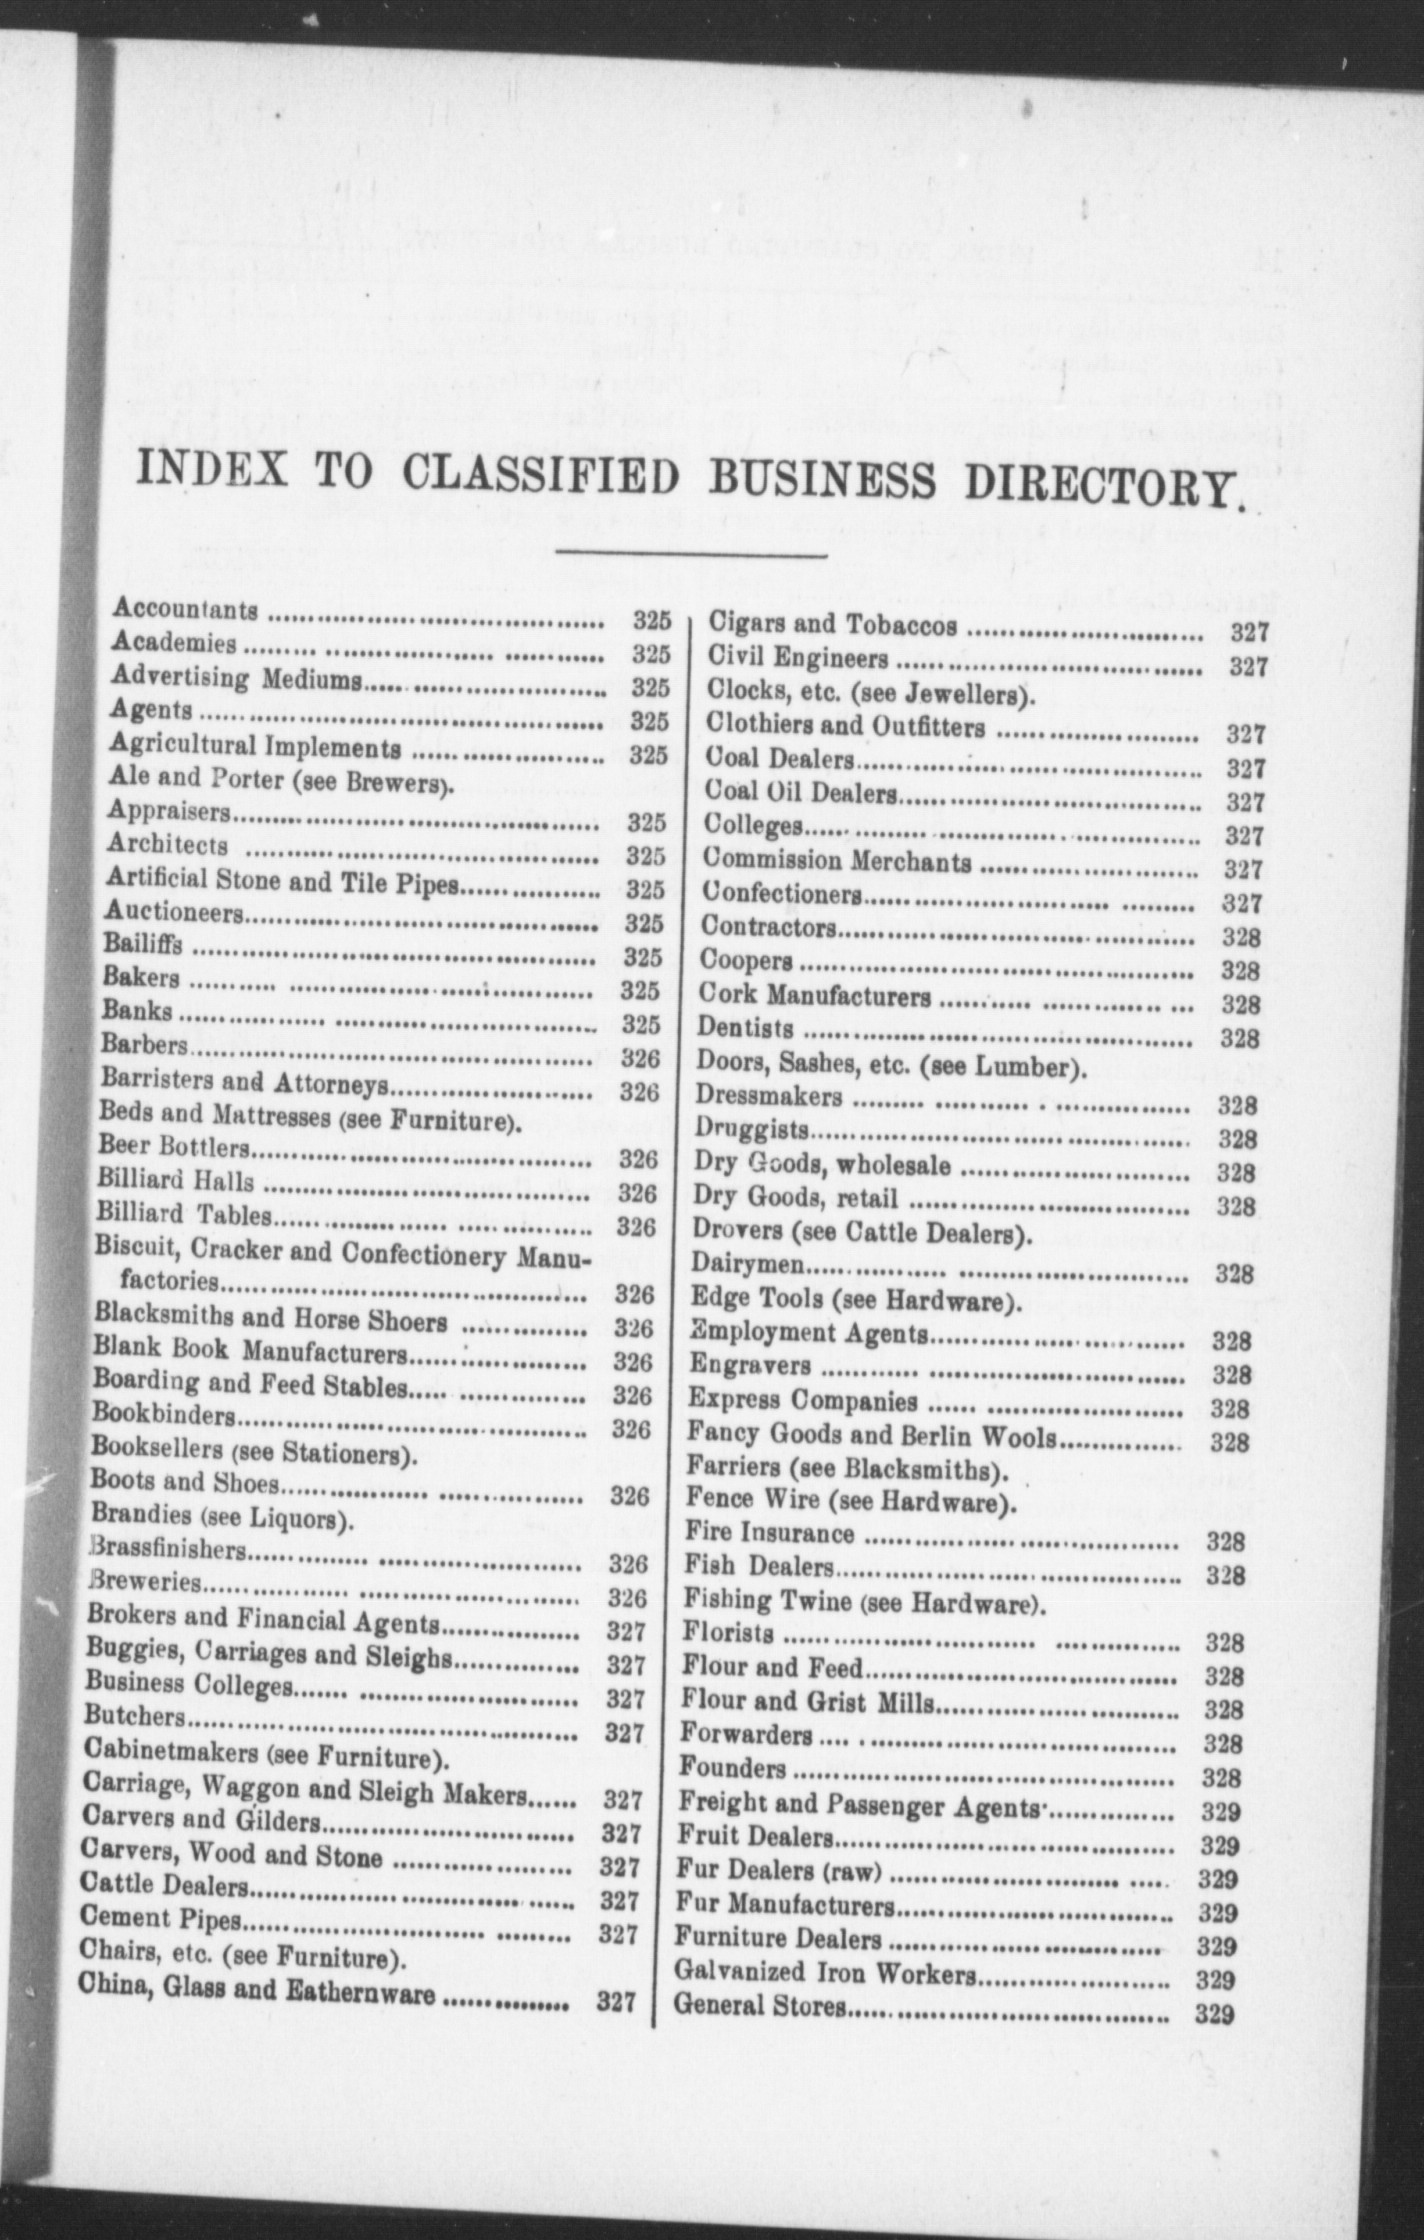 INDEX TO CLASSIFIED BUSINESS DIRECTORY.
Accountants ........................................ 325
Academies ........................................ 325
Advertising Mediums............................. 325
Agents ................................................ 325
Agricultural Implements ....................... 325
Ale and Porter (see Brewers).
Appraisers............................................ 325
Architects .......................................... 325
Artificial Stone and Tile Pipes................. 325
Auctioneers.......................................... 325
Bailiffs ................................................ 325
Bakers ................................................ 325
Banks .................................................. 325
Barbers................................................ 326
Barristers and Attorneys........................ 326
Beds and Mattresses (see Furniture).
Beer Bottlers........................................ 326
Billiard Halls ...................................... 326
Billiard Tables...................................... 326
Biscuit, Cracker and Confectionery Manu-
factories............................................ 326
Blacksmiths and Horse Shoers ............... 326
Blank Book Manufacturers..................... 326
Boarding and Feed Stables..................... 326
Bookbinders.......................................... 326
Booksellers (see Stationers).
Boots and Shoes.................................... 326
Brandies (see Liquors).
Brassfinishers........................................ 326
Breweries............................................ 326
Brokers and Financial Agents................. 327
Buggies, Carriages and Sleighs............... 327
Business Colleges.................................. 327
Butchers.............................................. 327
Cabinetmakers (see Furniture).
Carriage, Waggon and Sleigh Makers...... 327
Carvers and Gilders.............................. 327
Carvers, Wood and Stone ...................... 327
Cattle Dealers...................................... 327
Cement Pipes........................................ 327
Chairs, etc. (see Furniture).
China, Glass and Eathernware ............... 327
Cigars and Tobaccos ............................ 327
Civil Engineers .................................... 327
Clocks, etc. (see Jewellers).
Clothiers and Outfitters ........................ 327
Coal Dealers........................................ 327
Coal Oil Dealers.................................... 327
Colleges.............................................. 327
Commission Merchants .......................... 327
Confectioners........................................ 327
Contractors.......................................... 328
Coopers .............................................. 328
Cork Manufacturers .............................. 328
Dentists .............................................. 328
Doors, Sashes, etc. (see Lumber).
Dressmakers ........................................ 328
Druggists.............................................. 328
Dry Goods, wholesale ............................ 328
Dry Goods, retail .................................. 328
Drovers (see Cattle Dealers).
Dairymen.............................................. 328
Edge Tools (see Hardware).
Employment Agents.............................. 328
Engravers ............................................ 328
Express Companies .............................. 328
Fancy Goods and Berlin Wools............... 328
Farriers (see Blacksmiths).
Fence Wire (see Hardware).
Fire Insurance ...................................... 328
Fish Dealers.......................................... 328
Fishing Twine (see Hardware).
Florists ................................................ 328
Flour and Feed...................................... 328
Flour and Grist Mills.............................. 328
Forwarders .......................................... 328
Founders .............................................. 328
Freight and Passenger Agents............... 329
Fruit Dealers........................................ 329
Fur Dealers (raw) .................................. 329
Fur Manufacturers................................ 329
Furniture Dealers .................................. 329
Galvanized Iron Workers........................ 329
General Stores...................................... 329